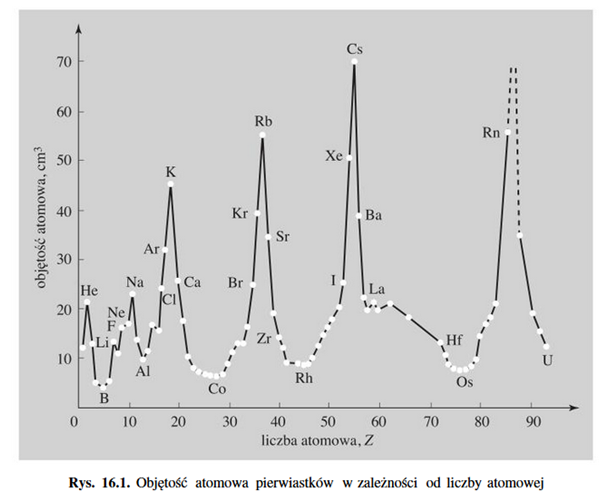 Cs
70
60
Rb
Rn
50
Xe
K
40
Kr
Ba
Sr
Ar
objętość atomowa, cm³
30
He
Na
Ca
Br
I
La
20
Ne
Cl
F
Li
Zr
Hf
10
Al
Rh
Os
U
B
Co
0 10 20 30 40 50 60 70 80 90
liczba atomowa, Z
Rys. 16.1. Objętość atomowa pierwiastków w zależności od liczby atomowej